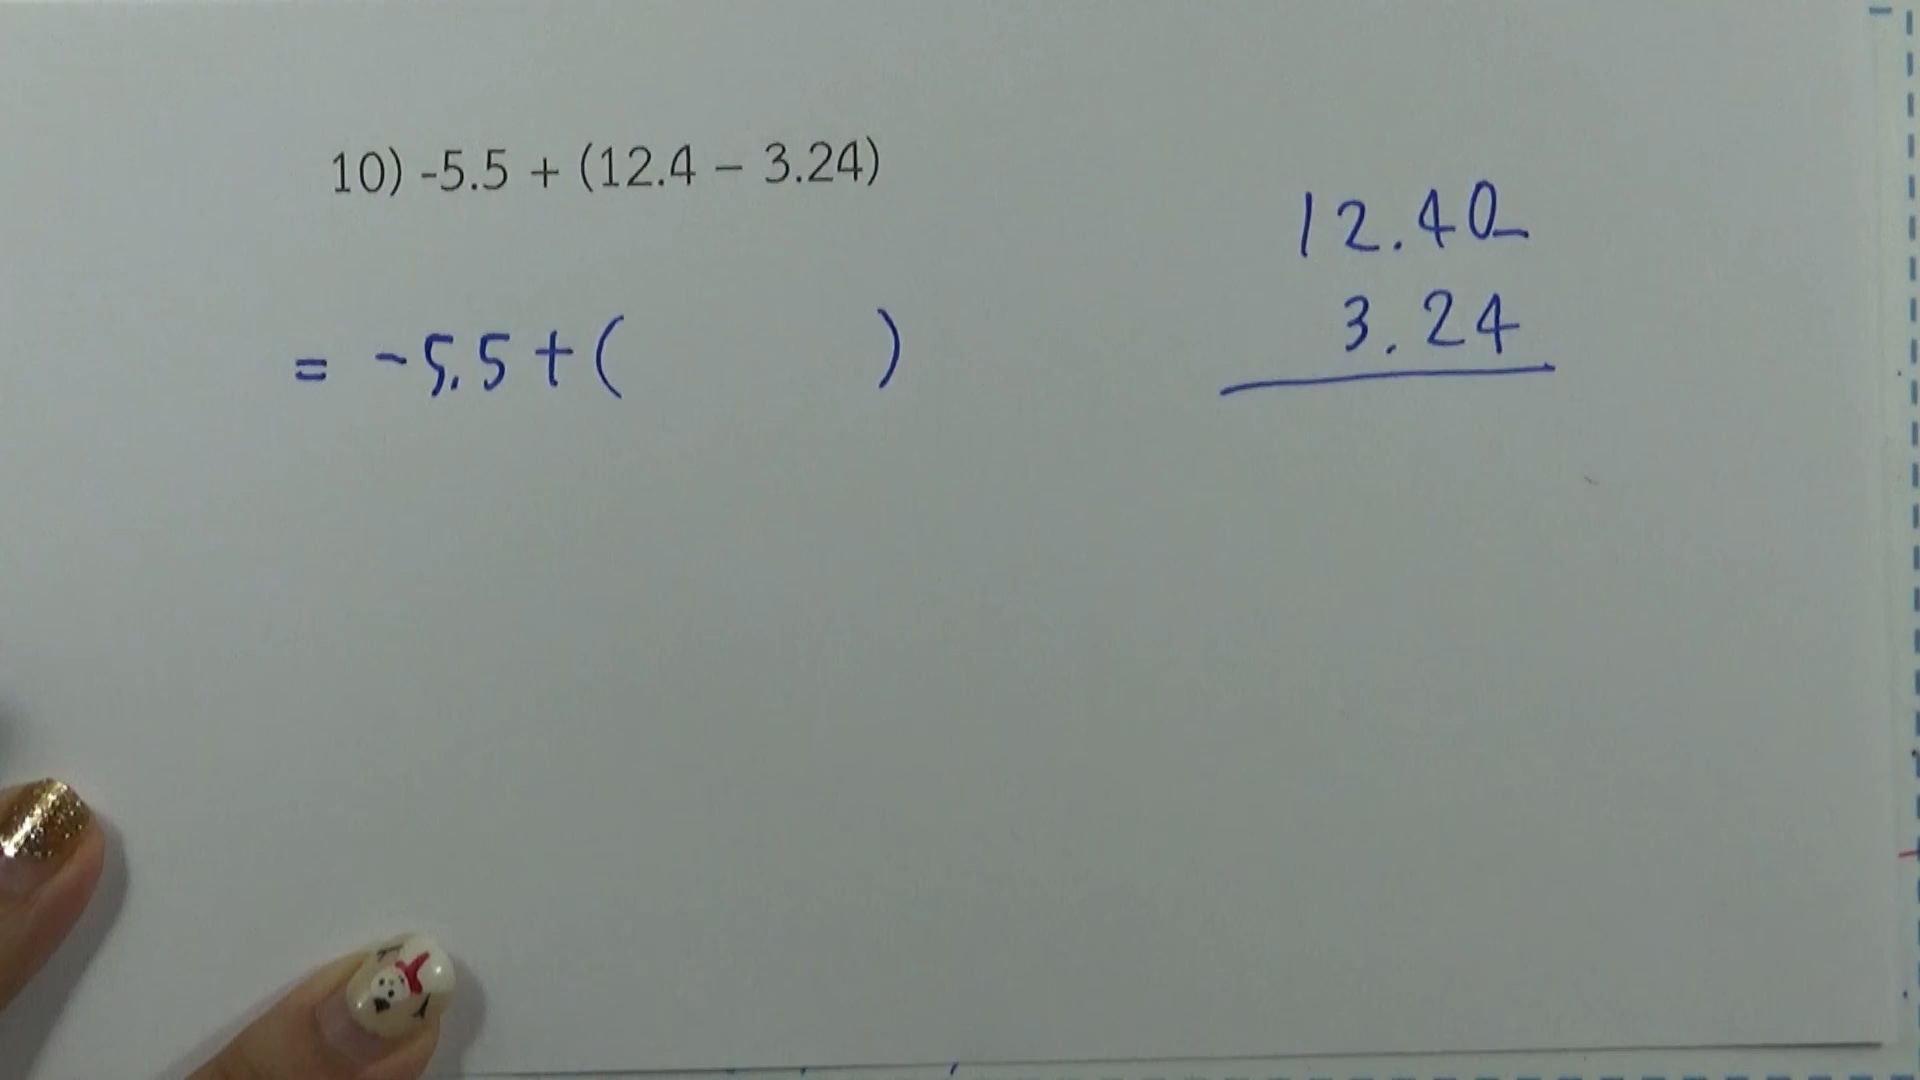 10) -5.5 + (12.4 – 3.24)
= -5.5 + ( )
12.40 -
3.24